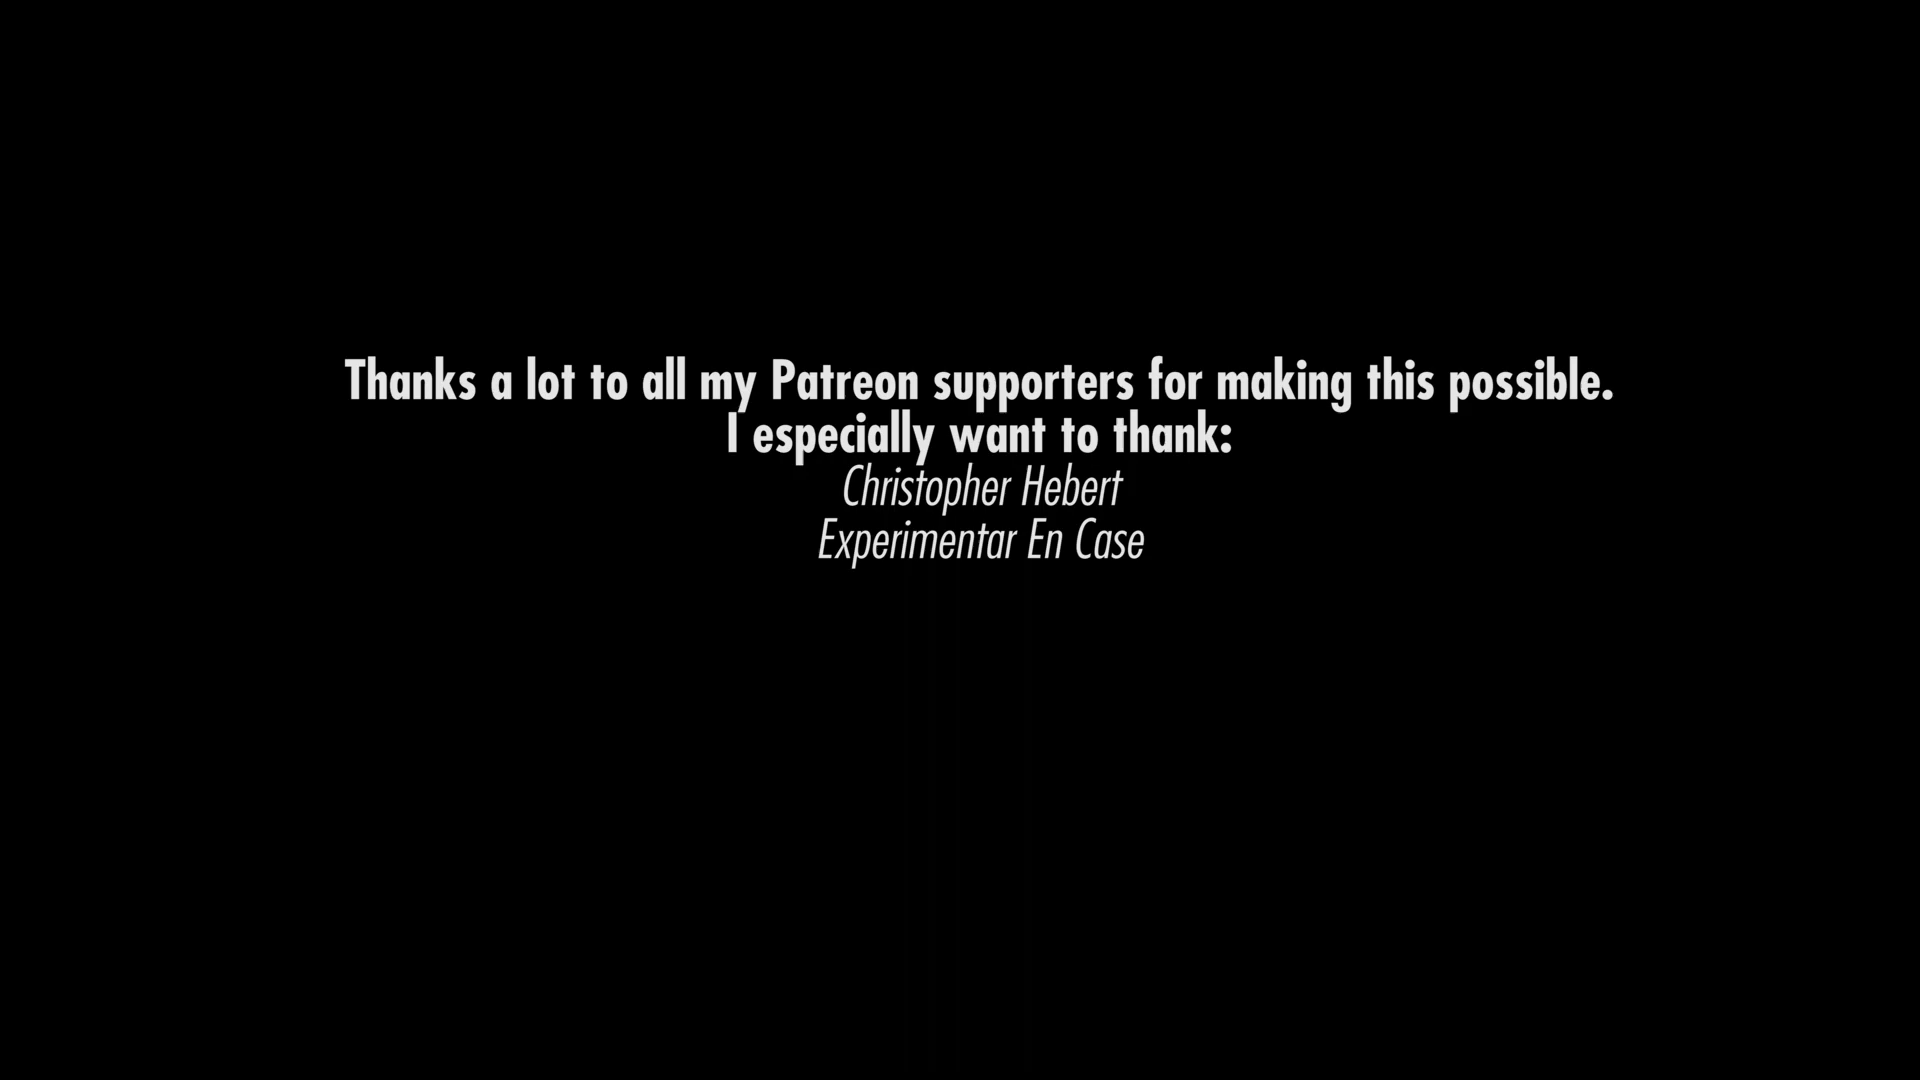 Thanks a lot to all my Patreon supporters for making this possible.
I especially want to thank:
Christopher Hebert
Experimentar En Case